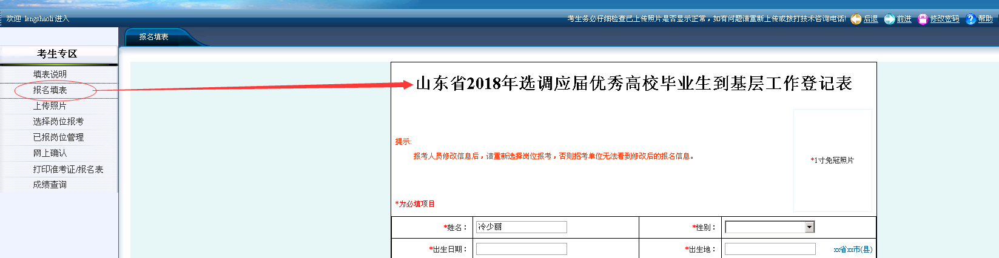 欢迎 lengshaoli 进入
考生务必仔细检查已上传照片是否显示正常，如有问题请重新上传或拨打技术咨询电话! 后退 前进 修改密码 帮助
报名填表
考生专区
填表说明
报名填表
上传照片
选择岗位报考
已报岗位管理
网上确认
打印准考证/报名表
成绩查询
山东省2018年选调应届优秀高校毕业生到基层工作登记表
提示:
报考人员修改信息后，请重新选择岗位报考，否则招考单位无法看到修改后的报名信息。
*1寸免冠照片
*为必填项目
*姓名： 冷少丽 *性别：
*出生日期： *出生地： xx省xx市(县)